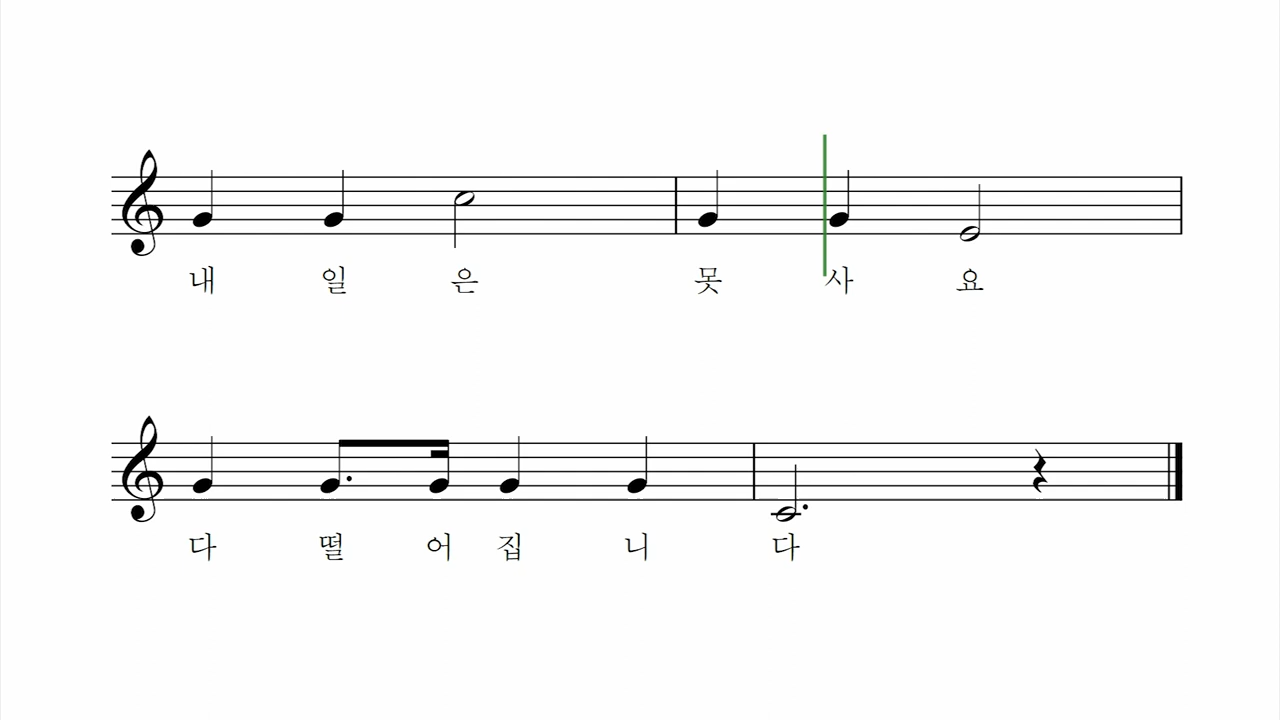 내 일 은 못 사 요
다 떨 어 집 니 다